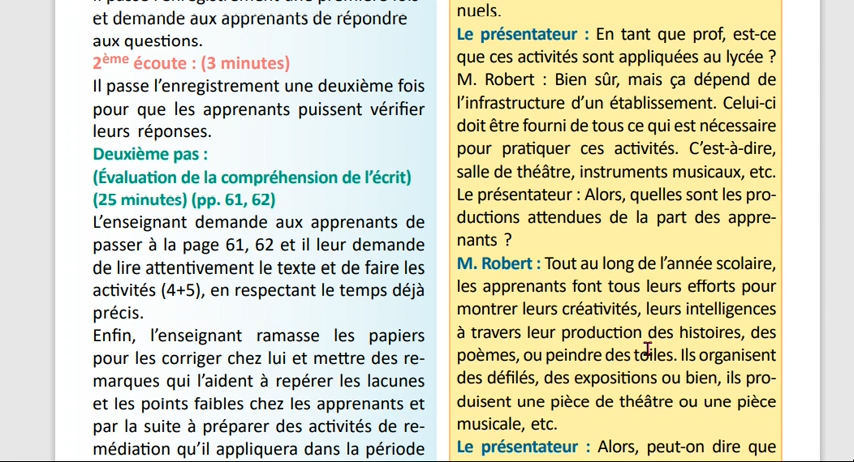 et demande aux apprenants de répondre
aux questions.
2ème écoute : (3 minutes)
Il passe l’enregistrement une deuxième fois
pour que les apprenants puissent vérifier
leurs réponses.
Deuxième pas :
(Évaluation de la compréhension de l’écrit)
(25 minutes) (pp. 61, 62)
L’enseignant demande aux apprenants de
passer à la page 61, 62 et il leur demande
de lire attentivement le texte et de faire les
activités (4+5), en respectant le temps déjà
précis.
Enfin, l’enseignant ramasse les papiers
pour les corriger chez lui et mettre des re-
marques qui l’aident à repérer les lacunes
et les points faibles chez les apprenants et
par la suite à préparer des activités de re-
médiation qu’il appliquera dans la période
nuels.
Le présentateur : En tant que prof, est-ce
que ces activités sont appliquées au lycée ?
M. Robert : Bien sûr, mais ça dépend de
l’infrastructure d’un établissement. Celui-ci
doit être fourni de tous ce qui est nécessaire
pour pratiquer ces activités. C’est-à-dire,
salle de théâtre, instruments musicaux, etc.
Le présentateur : Alors, quelles sont les pro-
ductions attendues de la part des appre-
nants ?
M. Robert : Tout au long de l’année scolaire,
les apprenants font tous leurs efforts pour
montrer leurs créativités, leurs intelligences
à travers leur production des histoires, des
poèmes, ou peindre des toiles. Ils organisent
des défilés, des expositions ou bien, ils pro-
duisent une pièce de théâtre ou une pièce
musicale, etc.
Le présentateur : Alors, peut-on dire que